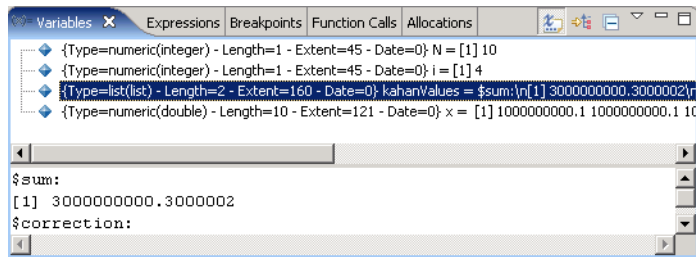 Variables Expressions Breakpoints Function Calls Allocations
{Type=numeric(integer) - Length=1 - Extent=45 - Date=0} N = [1] 10
{Type=numeric(integer) - Length=1 - Extent=45 - Date=0} i = [1] 4
{Type=list(list) - Length=2 - Extent=160 - Date=0} kahanValues = $sum:\n[1] 3000000000.3000002\r
{Type=numeric(double) - Length=10 - Extent=121 - Date=0} x = [1] 1000000000.1 1000000000.1 10
$sum:
[1] 3000000000.3000002
$correction: